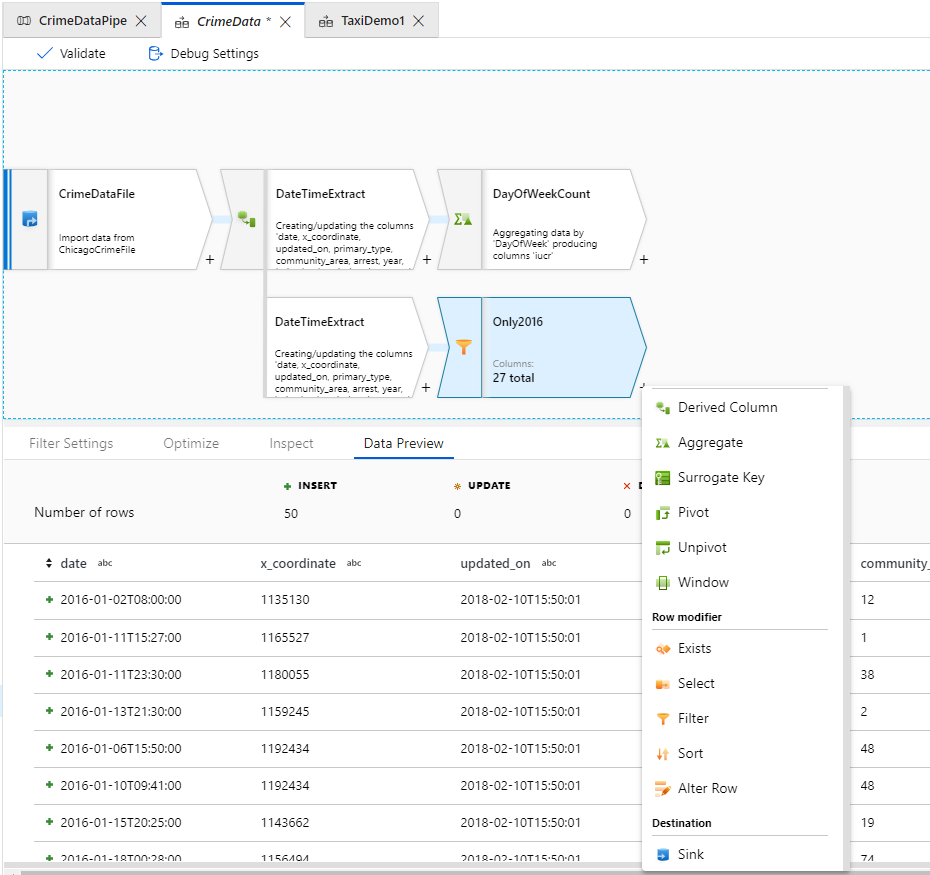 CrimeDataPipe
CrimeData *
TaxiDemo1
Validate
Debug Settings
CrimeDataFile
Import data from
ChicagoCrimeFile
+
DateTimeExtract
Creating/updating the columns
'date, x_coordinate,
updated_on, primary_type,
community_area, arrest, year,
+
DayOfWeekCount
Aggregating data by
'DayOfWeek' producing
columns 'iucr'
+
DateTimeExtract
Creating/updating the columns
'date, x_coordinate,
updated_on, primary_type,
community_area, arrest, year,
+
Only2016
Columns:
27 total
Filter Settings
Optimize
Inspect
Data Preview
Number of rows
+ INSERT
50
UPDATE
0
0
date abc
x_coordinate abc
updated_on abc
community_
2016-01-02T08:00:00 1135130 2018-02-10T15:50:01 12
2016-01-11T15:27:00 1165527 2018-02-10T15:50:01 1
2016-01-11T23:30:00 1180055 2018-02-10T15:50:01 38
2016-01-13T21:30:00 1159245 2018-02-10T15:50:01 2
2016-01-06T15:50:00 1192434 2018-02-10T15:50:01 48
2016-01-10T09:41:00 1192434 2018-02-10T15:50:01 48
2016-01-15T20:25:00 1143662 2018-02-10T15:50:01 19
2016-01-18T00:28:00 1156494 2018-02-10T15:50:01 74
Derived Column
Aggregate
Surrogate Key
Pivot
Unpivot
Window
Row modifier
Exists
Select
Filter
Sort
Alter Row
Destination
Sink